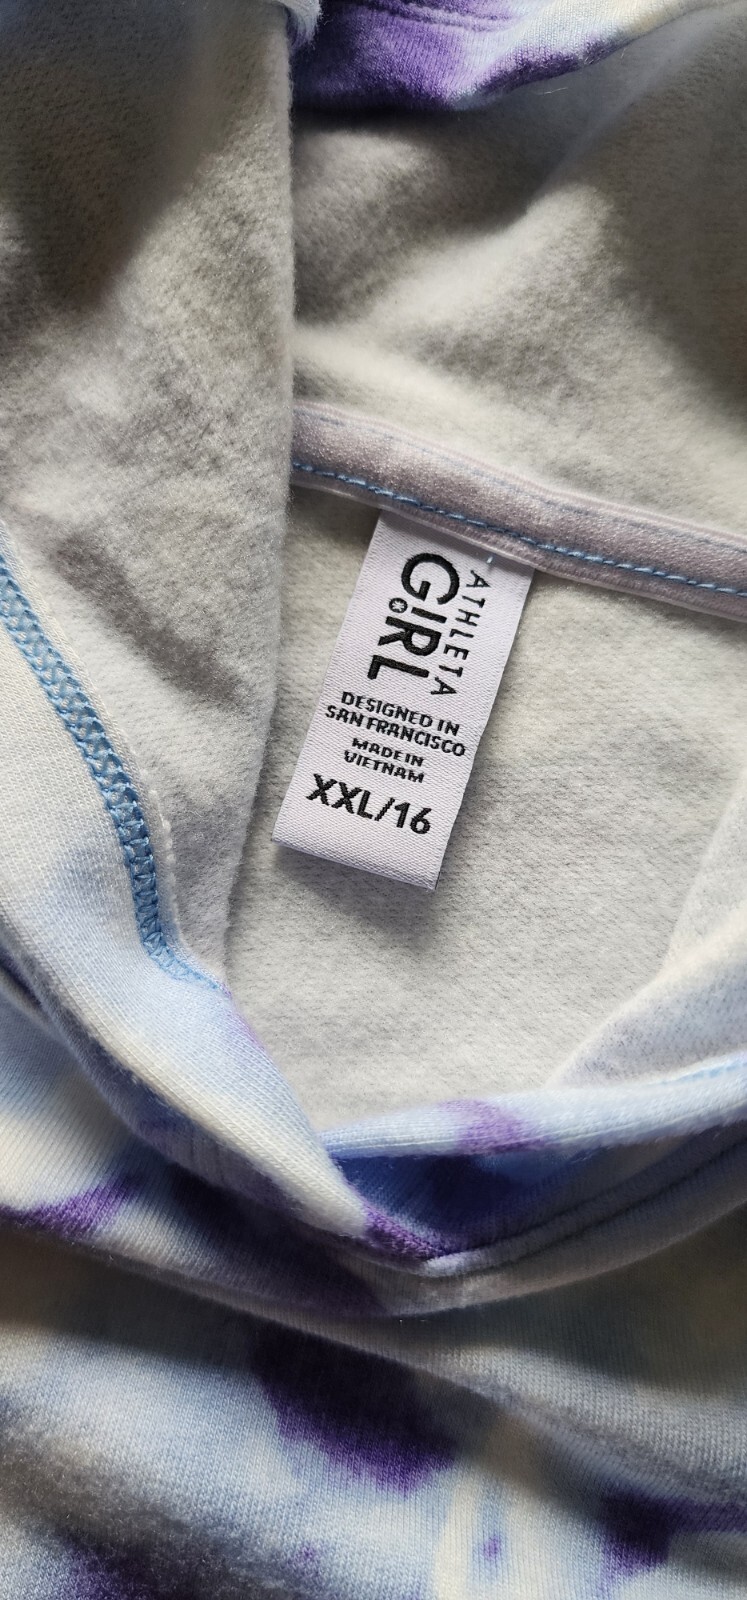 ATHLETA
GIRL
DESIGNED IN
SAN FRANCISCO
MADE IN
VIETNAM
XXL/16